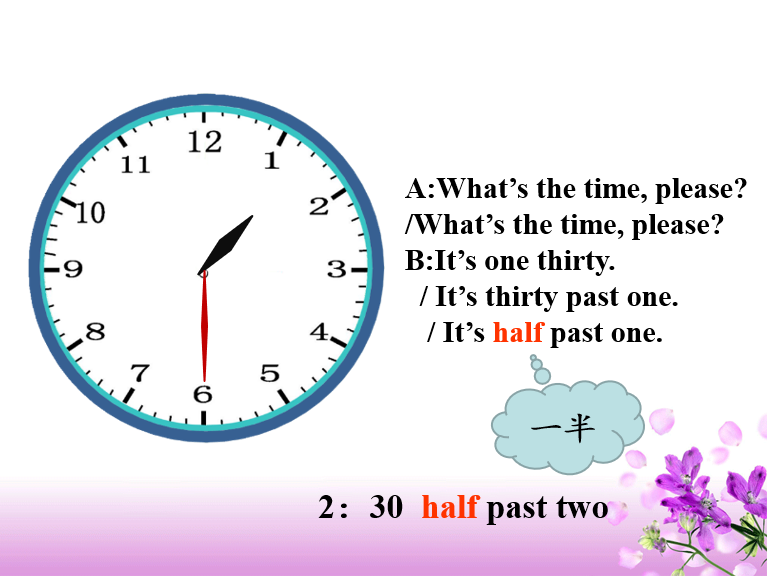 12
11
1
10
2
9
3
8
4
7
5
6
A:What’s the time, please?
/What’s the time, please?
B:It’s one thirty.
/ It’s thirty past one.
/ It’s half past one.
一半
2：30 half past two